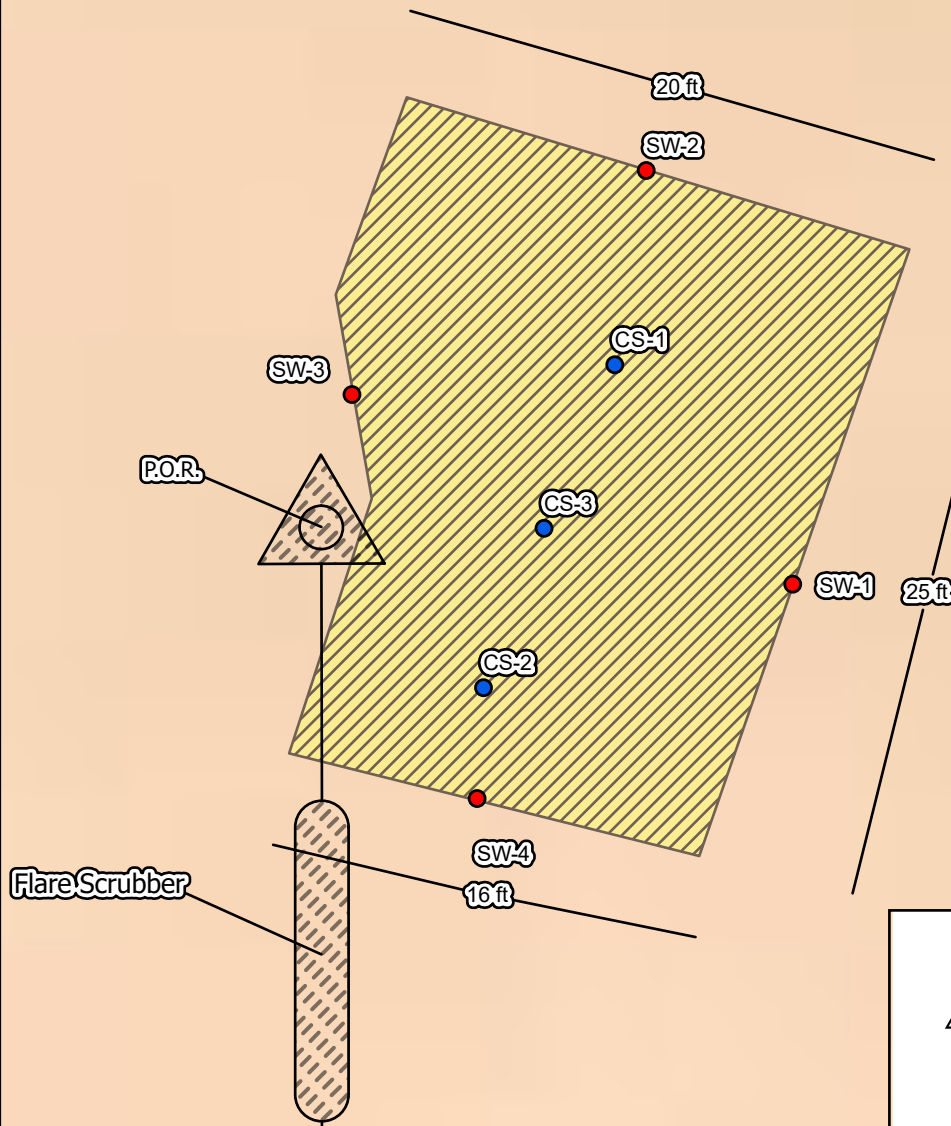 20 ft
SW-2
CS-1
SW-3
P.O.R.
CS-3
SW-1
25 ft
CS-2
SW-4
Flare Scrubber
16 ft